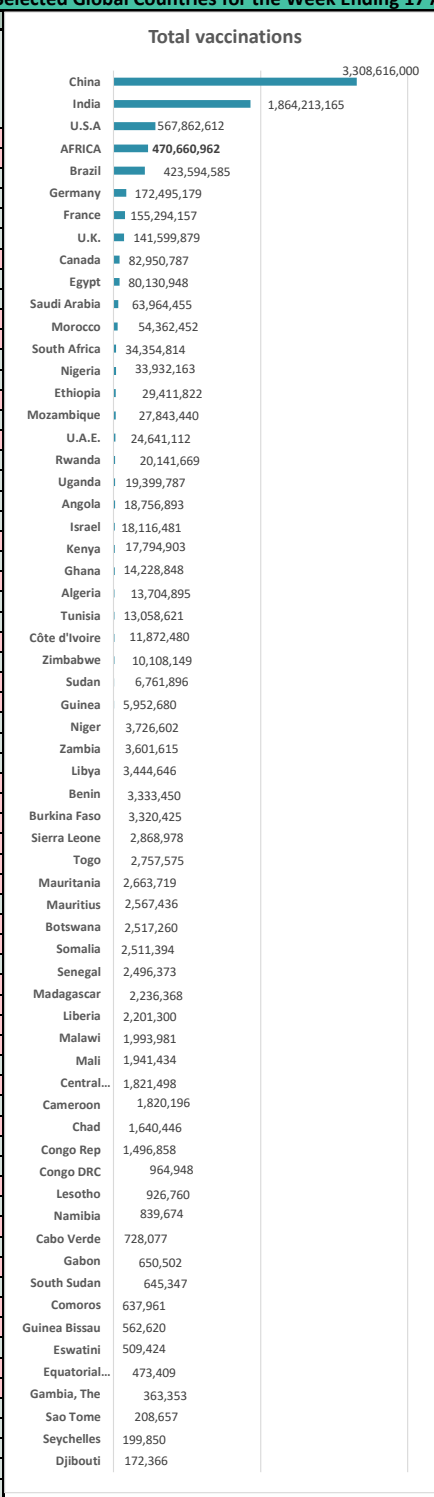 Selected Global Countries for the Week Ending 17
Total vaccinations
China 3,308,616,000
India 1,864,213,165
U.S.A 567,862,612
AFRICA 470,660,962
Brazil 423,594,585
Germany 172,495,179
France 155,294,157
U.K. 141,599,879
Canada 82,950,787
Egypt 80,130,948
Saudi Arabia 63,964,455
Morocco 54,362,452
South Africa 34,354,814
Nigeria 33,932,163
Ethiopia 29,411,822
Mozambique 27,843,440
U.A.E. 24,641,112
Rwanda 20,141,669
Uganda 19,399,787
Angola 18,756,893
Israel 18,116,481
Kenya 17,794,903
Ghana 14,228,848
Algeria 13,704,895
Tunisia 13,058,621
Côte d'Ivoire 11,872,480
Zimbabwe 10,108,149
Sudan 6,761,896
Guinea 5,952,680
Niger 3,726,602
Zambia 3,601,615
Libya 3,444,646
Benin 3,333,450
Burkina Faso 3,320,425
Sierra Leone 2,868,978
Togo 2,757,575
Mauritania 2,663,719
Mauritius 2,567,436
Botswana 2,517,260
Somalia 2,511,394
Senegal 2,496,373
Madagascar 2,236,368
Liberia 2,201,300
Malawi 1,993,981
Mali 1,941,434
Central... 1,821,498
Cameroon 1,820,196
Chad 1,640,446
Congo Rep 1,496,858
Congo DRC 964,948
Lesotho 926,760
Namibia 839,674
Cabo Verde 728,077
Gabon 650,502
South Sudan 645,347
Comoros 637,961
Guinea Bissau 562,620
Eswatini 509,424
Equatorial... 473,409
Gambia, The 363,353
Sao Tome 208,657
Seychelles 199,850
Djibouti 172,366